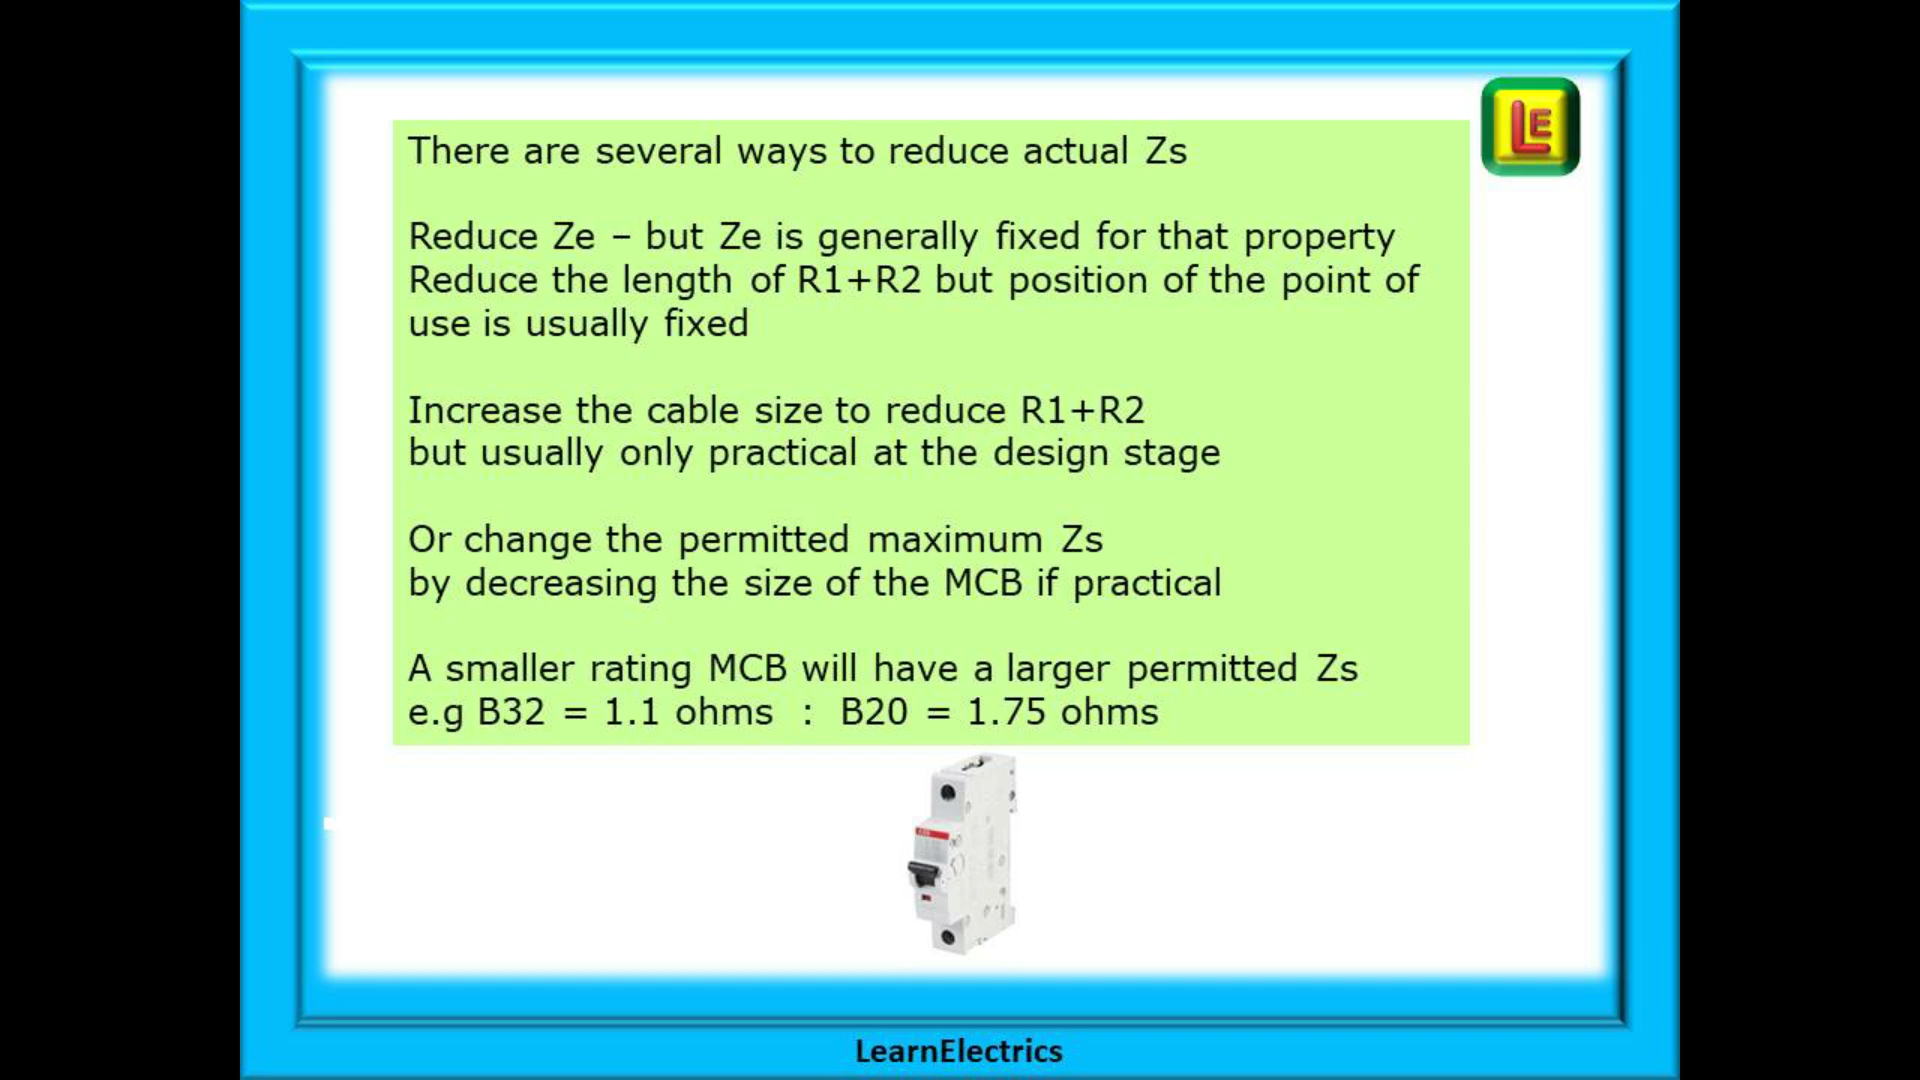 LE
There are several ways to reduce actual Zs
Reduce Ze – but Ze is generally fixed for that property
Reduce the length of R1+R2 but position of the point of
use is usually fixed
Increase the cable size to reduce R1+R2
but usually only practical at the design stage
Or change the permitted maximum Zs
by decreasing the size of the MCB if practical
A smaller rating MCB will have a larger permitted Zs
e.g B32 = 1.1 ohms : B20 = 1.75 ohms
LearnElectrics